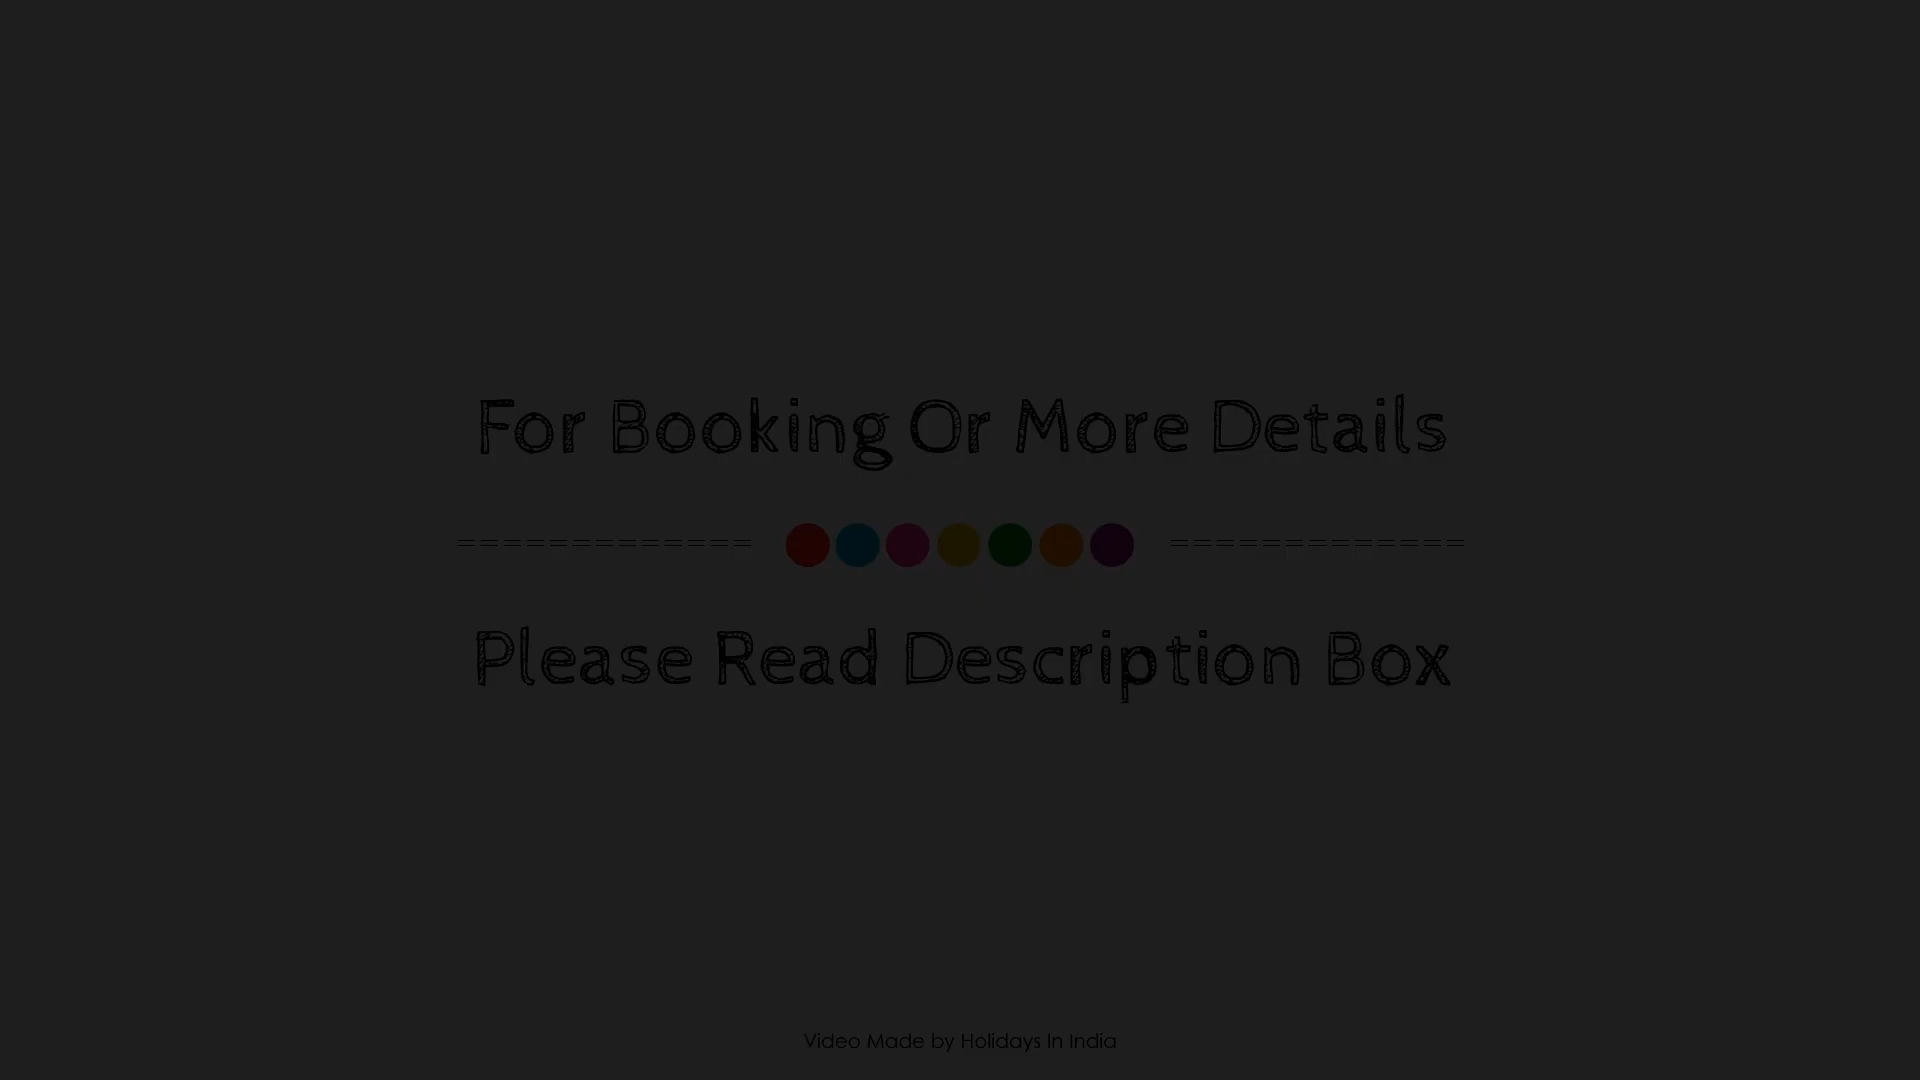 For Booking Or More Details
============= =============
Please Read Description Box
Video Made by Holidays In India